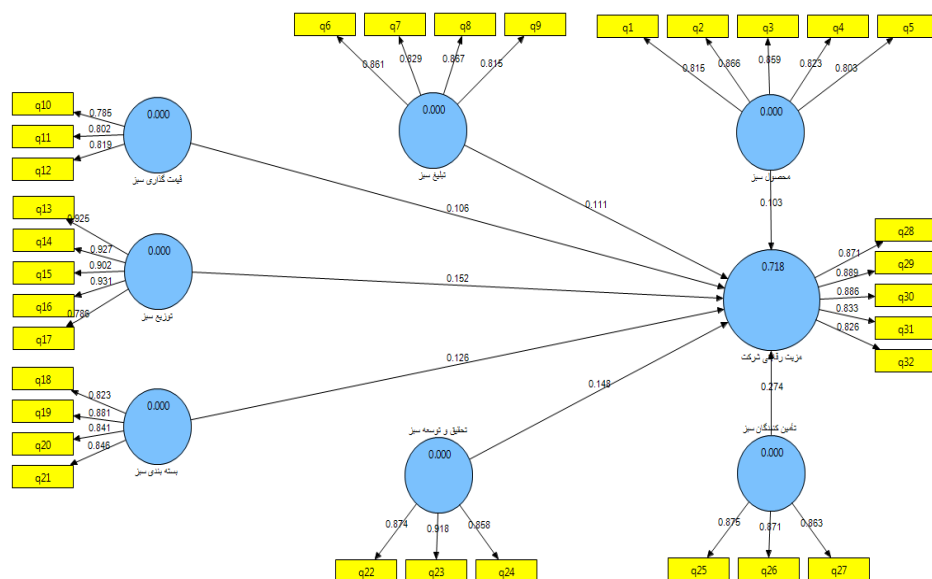 q6 q7 q8 q9
q1 q2 q3 q4 q5
0.861 0.829 0.867 0.815
0.815 0.866 0.859 0.823 0.803
q10
q11
q12
0.785
0.802
0.819
0.000
قیمت گذاری سبز
0.000
تبلیغ سبز
0.000
محصول سبز
0.106
0.111
0.103
q13
q14
q15
q16
q17
0.925
0.927
0.902
0.931
0.786
0.000
توزیع سبز
0.152
0.718
مزیت رقابتی شرکت
0.871
0.889
0.886
0.833
0.826
q28
q29
q30
q31
q32
q18
q19
q20
q21
0.823
0.881
0.841
0.846
0.000
بسته بندی سبز
0.126
0.148
0.274
تحقیق و توسعه سبز
0.000
تأمین کنندگان سبز
0.000
0.874 0.918 0.858
0.875 0.871 0.863
q22 q23 q24
q25 q26 q27